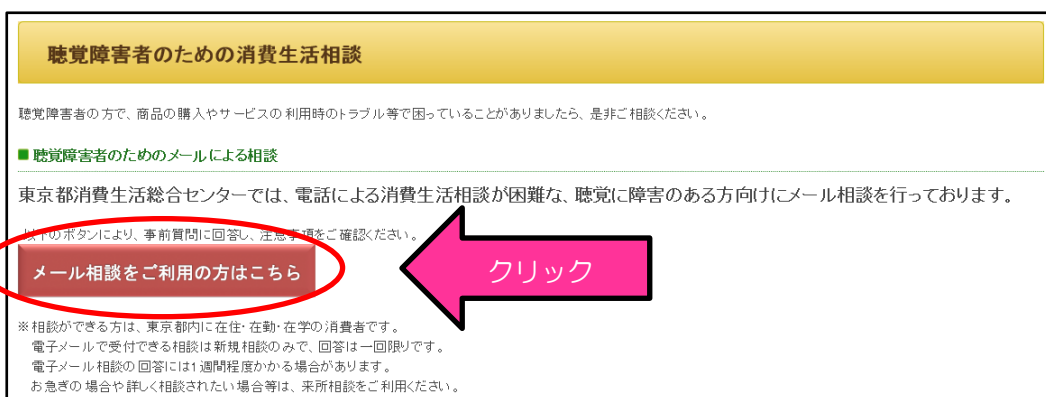 聴覚障害者のための消費生活相談
聴覚障害者の方で、商品の購入やサービスの利用時のトラブル等で困っていることがありましたら、是非ご相談ください。
■ 聴覚障害者のためのメールによる相談
東京都消費生活総合センターでは、電話による消費生活相談が困難な、聴覚に障害のある方向けにメール相談を行っております。
以下のボタンにより、事前質問に回答し、注意事項をご確認ください。
メール相談をご利用の方はこちら
クリック
※相談ができる方は、東京都内に在住・在勤・在学の消費者です。
電子メールで受付できる相談は新規相談のみで、回答は一回限りです。
電子メール相談の回答には1週間程度かかる場合があります。
お急ぎの場合や詳しく相談されたい場合等は、来所相談をご利用ください。